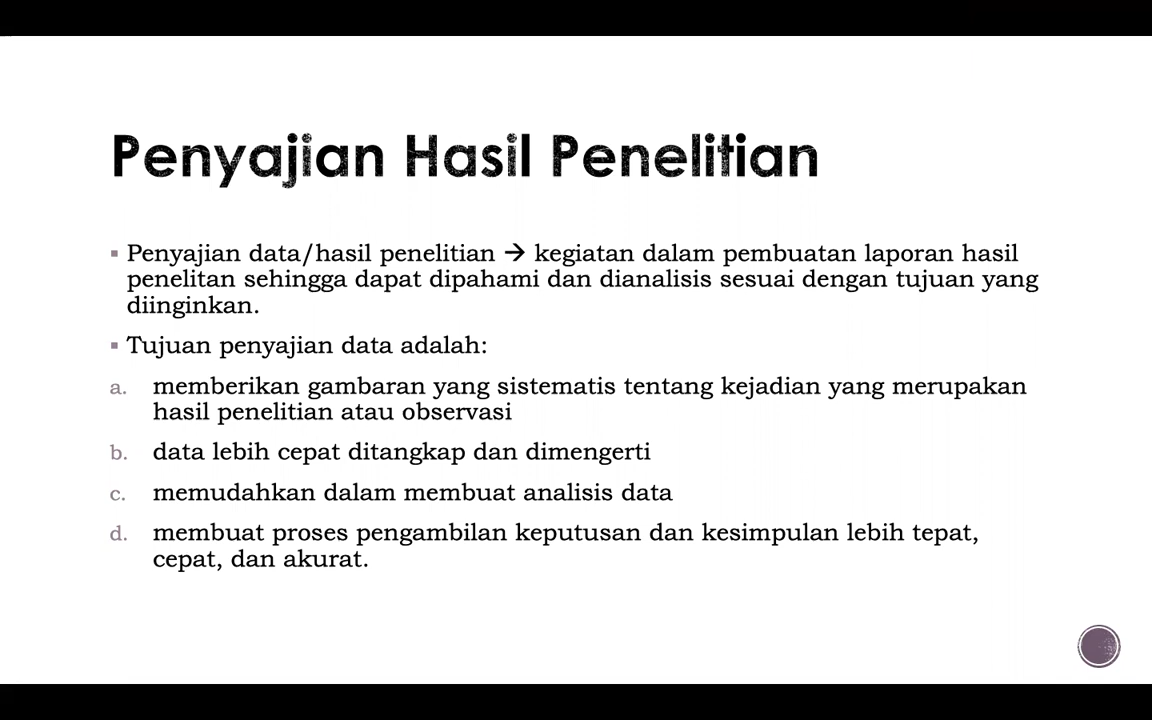 Penyajian Hasil Penelitian
▪ Penyajian data/hasil penelitian → kegiatan dalam pembuatan laporan hasil
penelitan sehingga dapat dipahami dan dianalisis sesuai dengan tujuan yang
diinginkan.
▪ Tujuan penyajian data adalah:
a. memberikan gambaran yang sistematis tentang kejadian yang merupakan
hasil penelitian atau observasi
b. data lebih cepat ditangkap dan dimengerti
c. memudahkan dalam membuat analisis data
d. membuat proses pengambilan keputusan dan kesimpulan lebih tepat,
cepat, dan akurat.